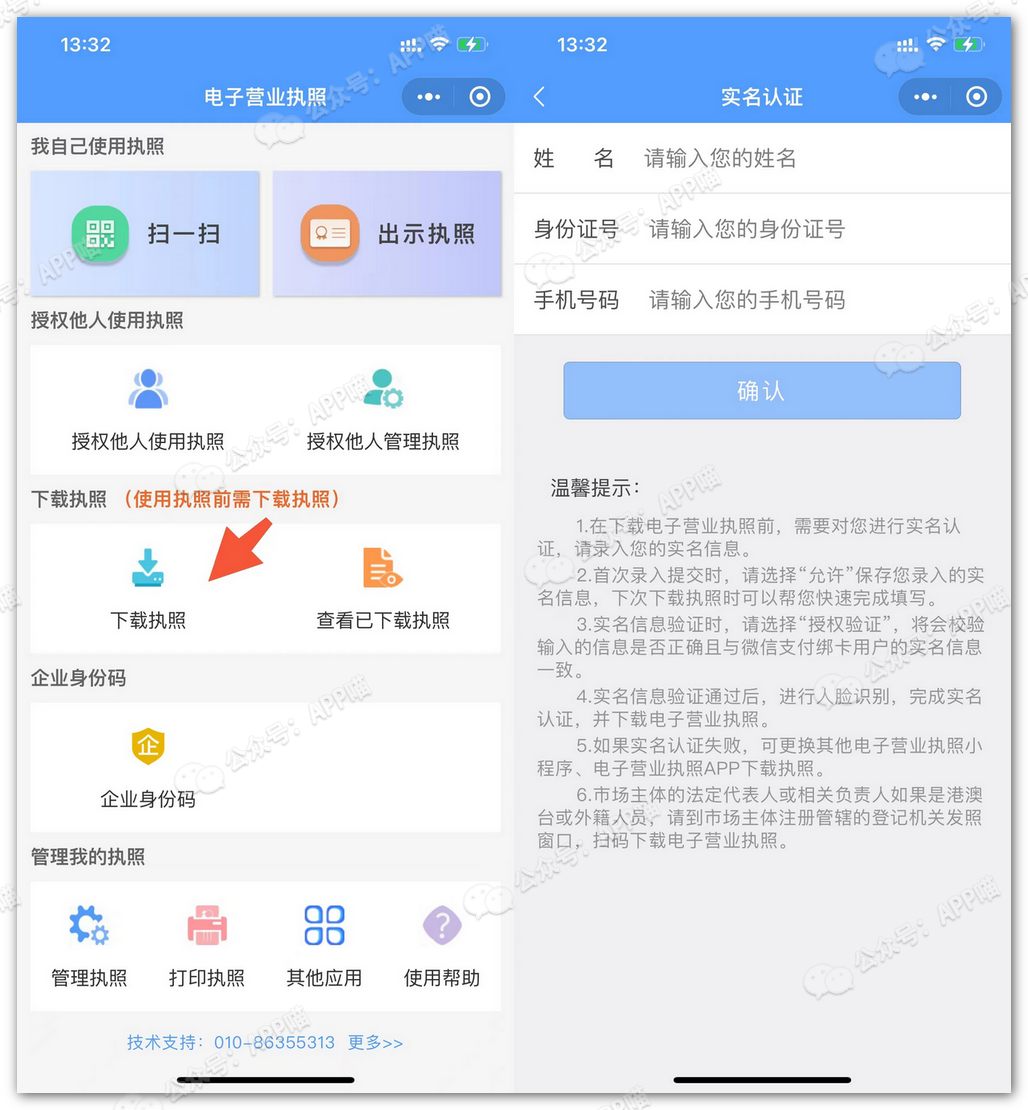 13:32
电子营业执照
我自己使用执照
扫一扫
出示执照
授权他人使用执照
授权他人使用执照
授权他人管理执照
下载执照 （使用执照前需下载执照）
下载执照
查看已下载执照
企业身份码
企
企业身份码
管理我的执照
管理执照
打印执照
其他应用
?
使用帮助
技术支持：010-86355313 更多>>
13:32
实名认证
姓 名 请输入您的姓名
身份证号 请输入您的身份证号
手机号码 请输入您的手机号码
确认
温馨提示：
1.在下载电子营业执照前，需要对您进行实名认
证，请录入您的实名信息。
2.首次录入提交时，请选择“允许”保存您录入的实
名信息，下次下载执照时可以帮您快速完成填写。
3.实名信息验证时，请选择“授权验证”，将会校验
输入的信息是否正确且与微信支付绑卡用户的实名信息
一致。
4.实名信息验证通过后，进行人脸识别，完成实名
认证，并下载电子营业执照。
5.如果实名认证失败，可更换其他电子营业执照小
程序、电子营业执照APP下载执照。
6.市场主体的法定代表人或相关负责人如果是港澳
台或外籍人员，请到市场主体注册管辖的登记机关发照
窗口，扫码下载电子营业执照。
公众号：APP喵